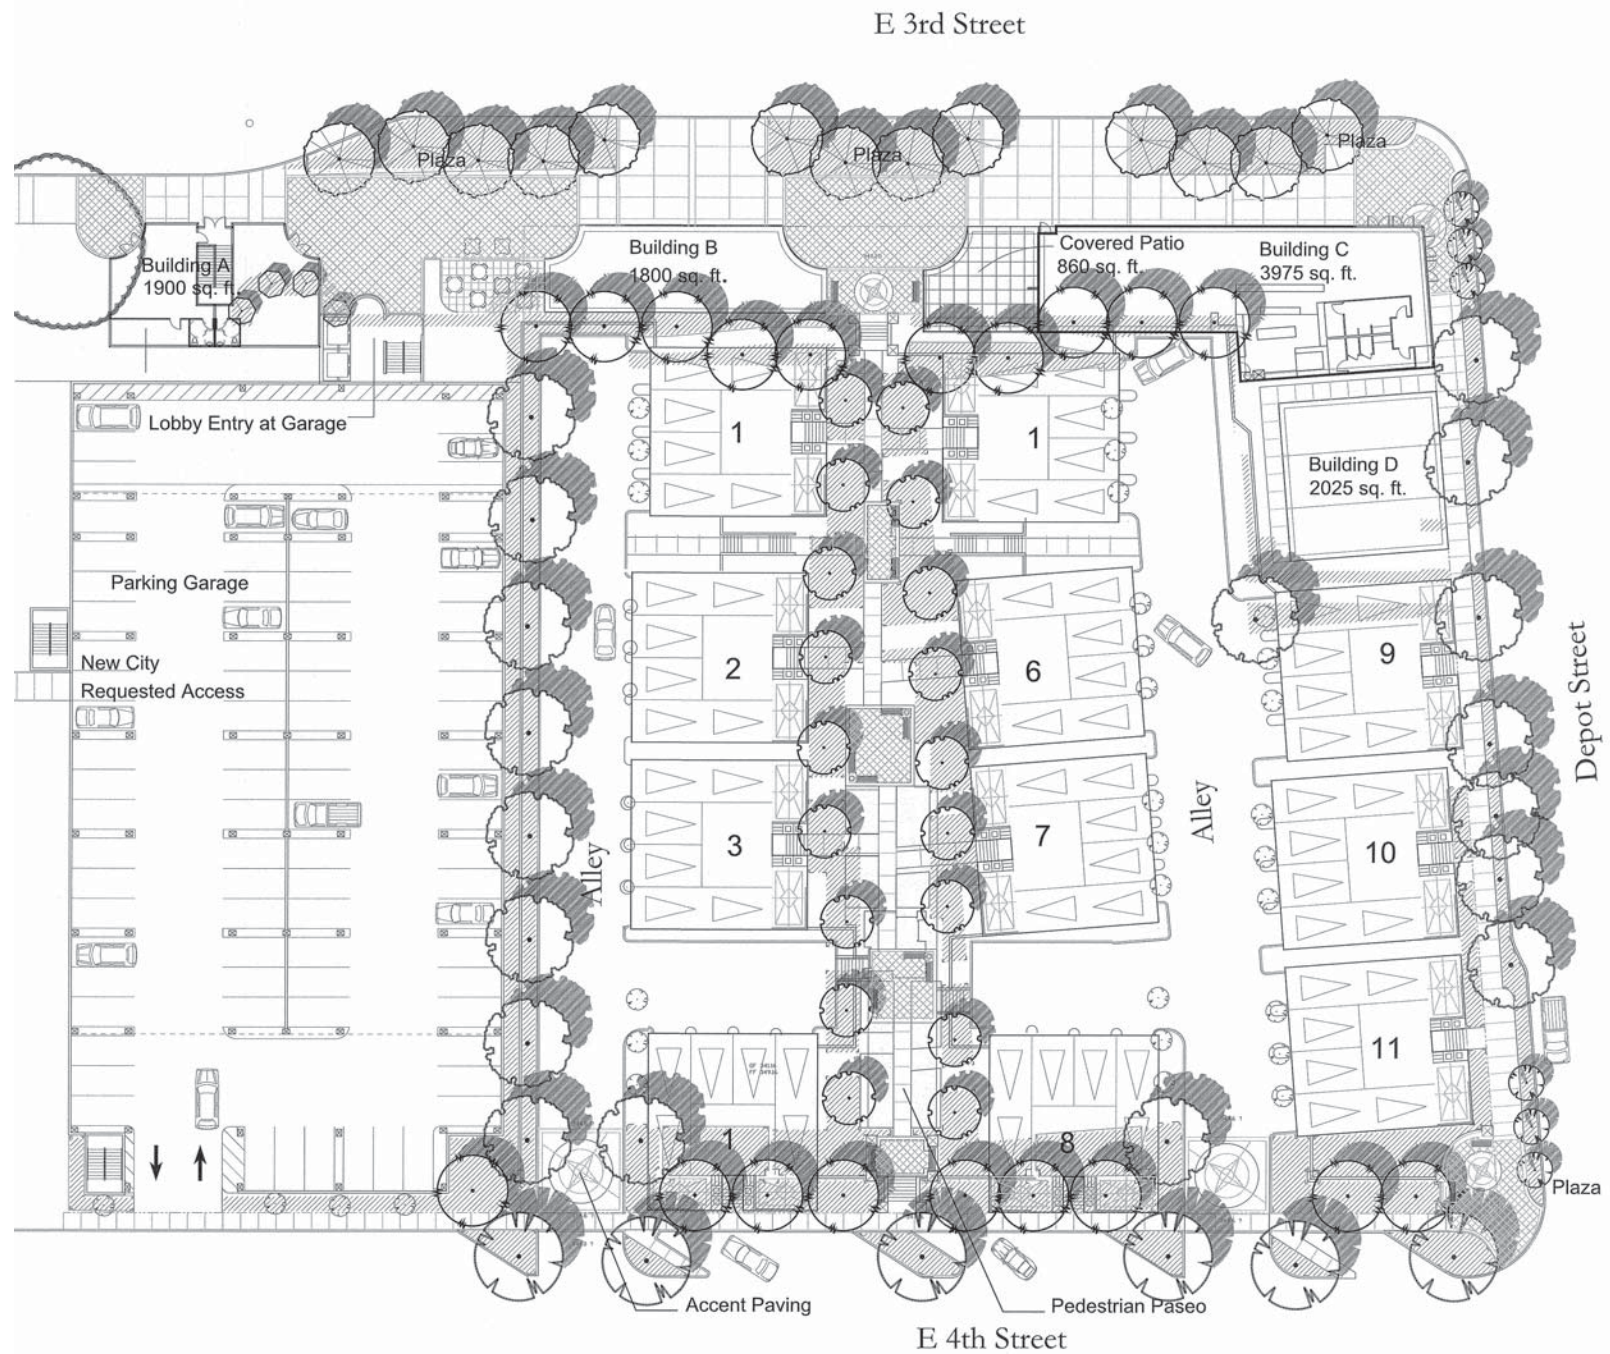 E 3rd Street
Plaza
Plaza
Plaza
Building A
1900 sq. ft.
Building B
1800 sq. ft.
Covered Patio
860 sq. ft.
Building C
3975 sq. ft.
Lobby Entry at Garage
1
1
Building D
2025 sq. ft.
Parking Garage
New City
Requested Access
2
6
9
Depot Street
3
7
Alley
10
Alley
11
1
8
Plaza
Accent Paving
Pedestrian Paseo
E 4th Street